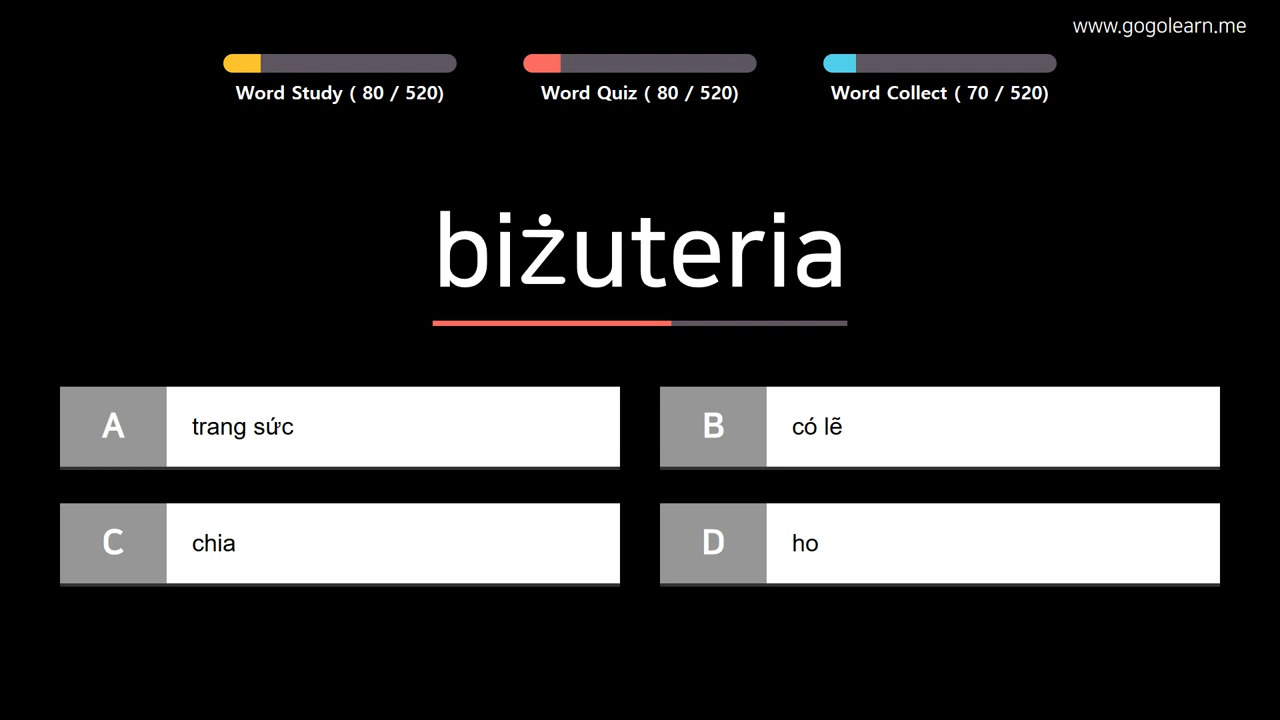 www.gogolearn.me
Word Study ( 80 / 520)
Word Quiz ( 80 / 520)
Word Collect ( 70 / 520)
biżuteria
A trang sức
B có lẽ
C chia
D ho